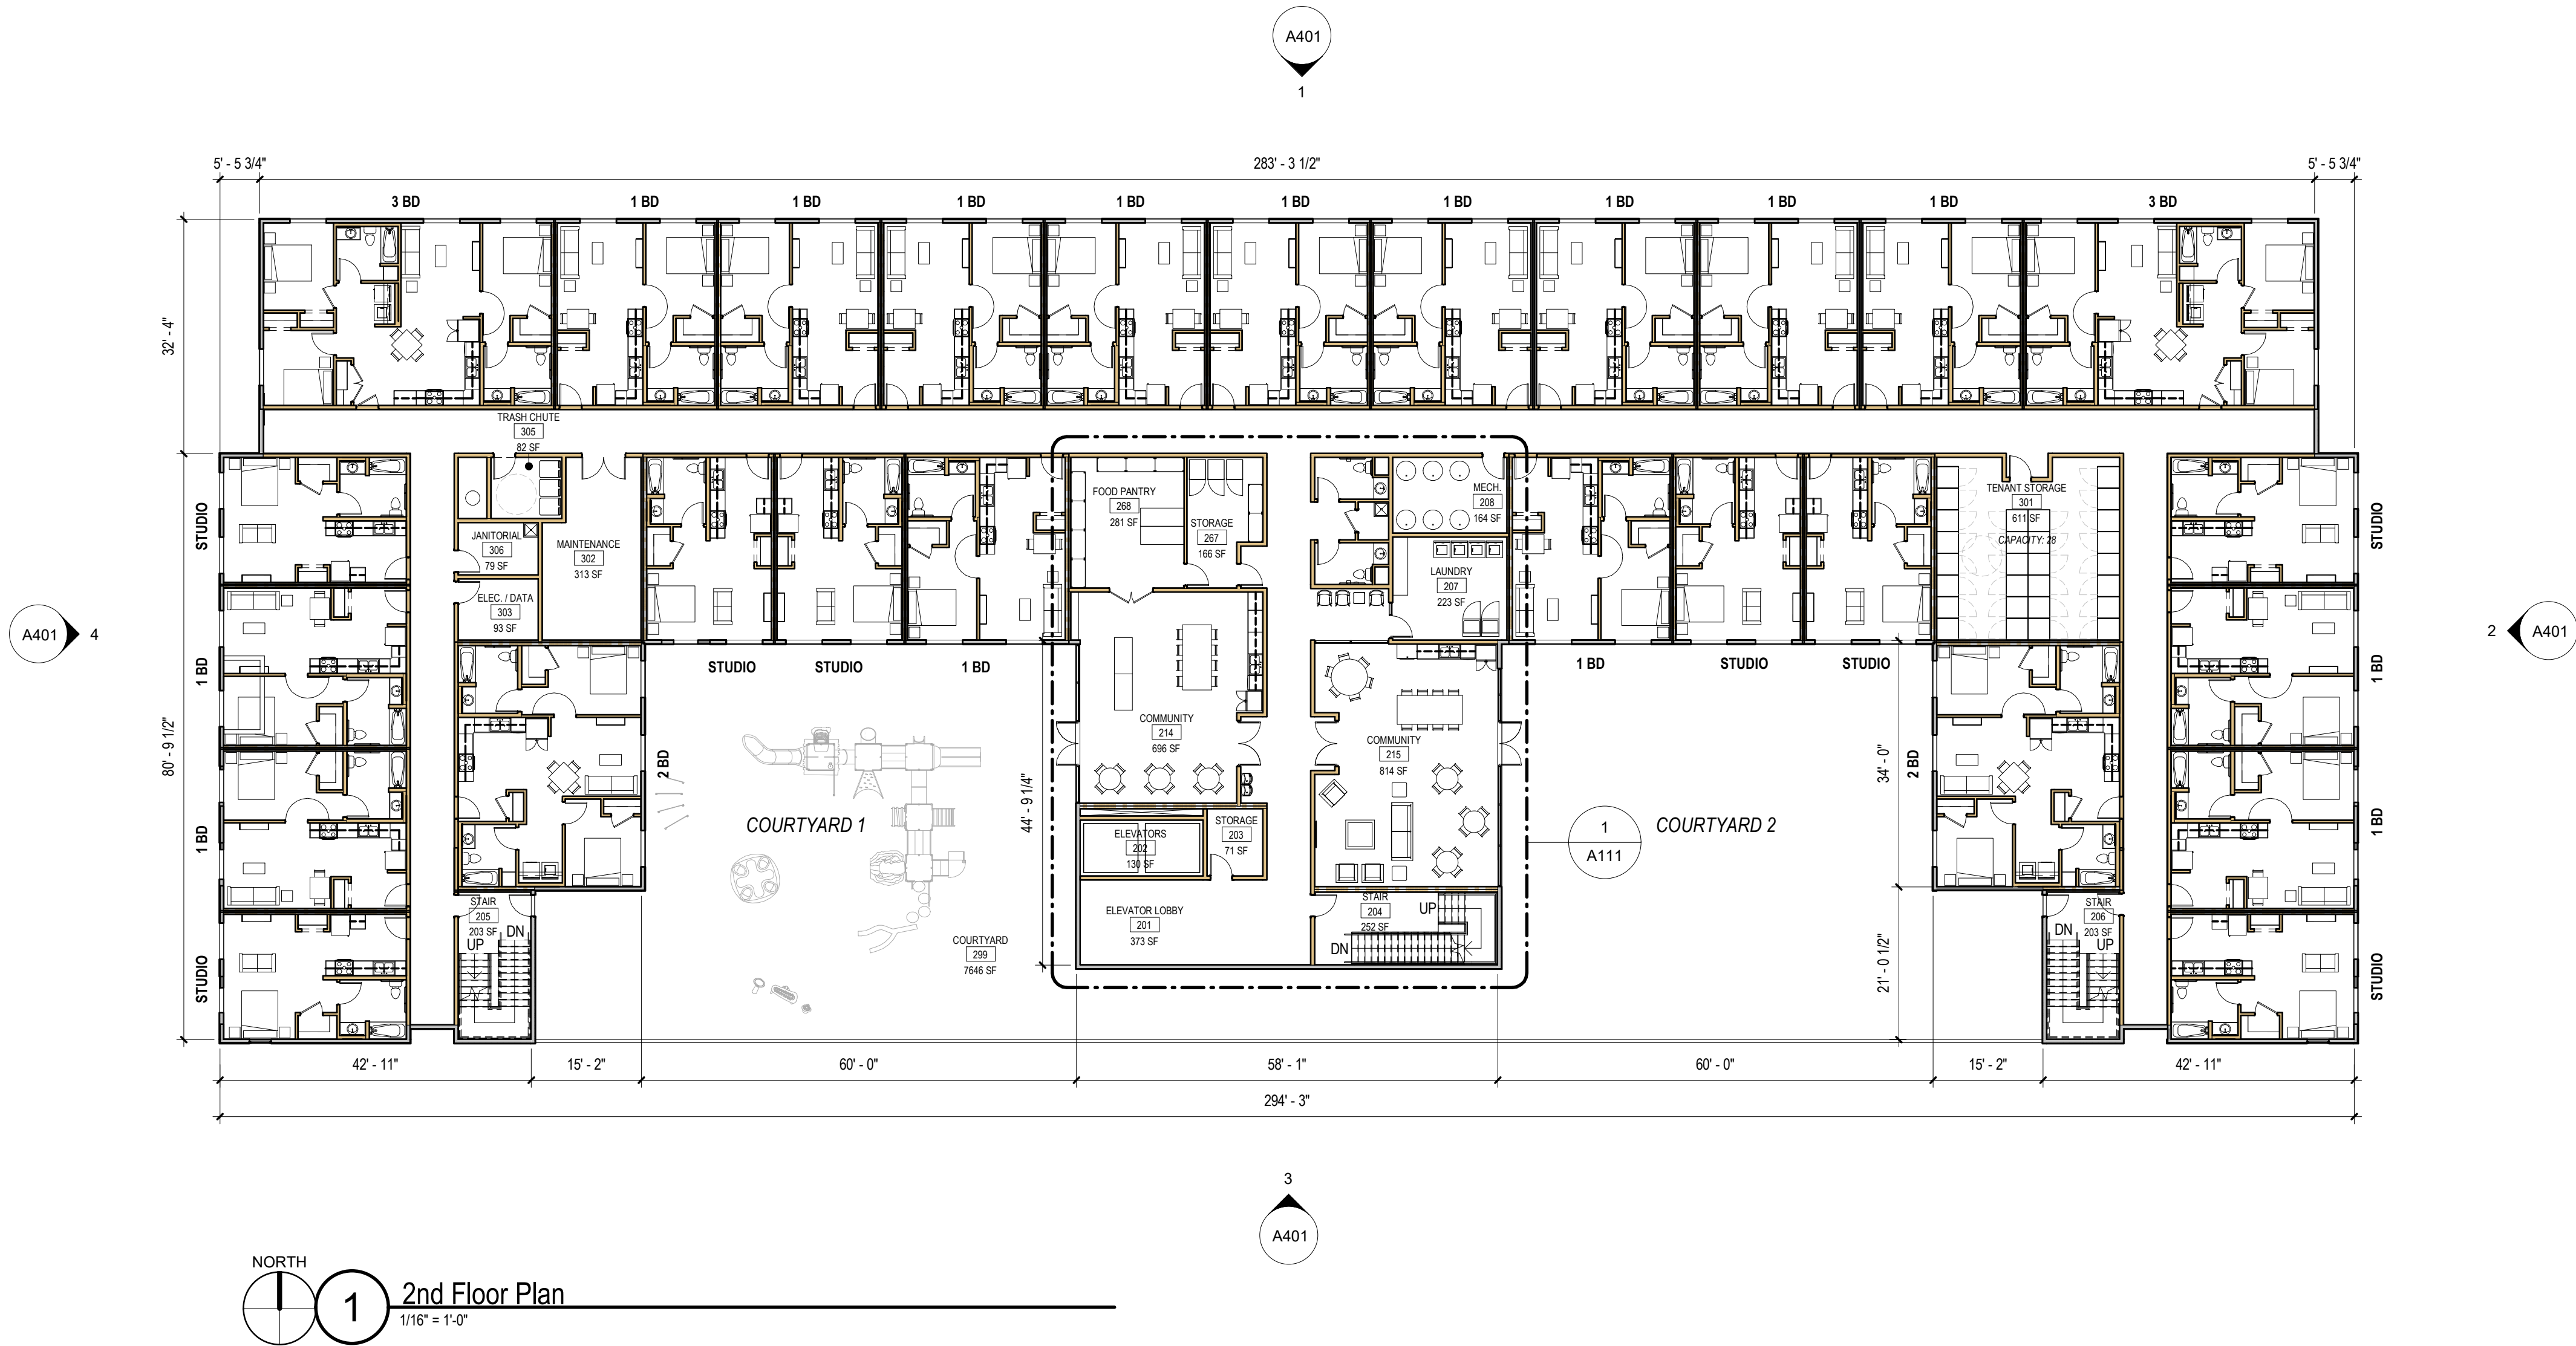 A401
1
5' - 5 3/4"
283' - 3 1/2"
5' - 5 3/4"
3 BD
1 BD
1 BD
1 BD
1 BD
1 BD
1 BD
1 BD
1 BD
1 BD
3 BD
32' - 4"
TRASH CHUTE
305
82 SF
STUDIO
JANITORIAL
306
79 SF
MAINTENANCE
302
313 SF
ELEC. / DATA
303
93 SF
FOOD PANTRY
268
281 SF
STORAGE
267
166 SF
MECH.
208
164 SF
LAUNDRY
207
223 SF
TENANT STORAGE
301
611 SF
CAPACITY: 28
STUDIO
A401
4
2
A401
1 BD
STUDIO
STUDIO
1 BD
1 BD
STUDIO
STUDIO
1 BD
80' - 9 1/2"
2 BD
COMMUNITY
214
696 SF
COMMUNITY
215
814 SF
34' - 0"
2 BD
1 BD
COURTYARD 1
44' - 9 1/4"
ELEVATORS
202
130 SF
STORAGE
203
71 SF
1
A111
COURTYARD 2
1 BD
STAIR
205
203 SF
UP
DN
ELEVATOR LOBBY
201
373 SF
STAIR
204
252 SF
UP
DN
STAIR
206
203 SF
DN
UP
STUDIO
COURTYARD
299
7646 SF
21' - 0 1/2"
STUDIO
42' - 11"
15' - 2"
60' - 0"
58' - 1"
60' - 0"
15' - 2"
42' - 11"
294' - 3"
3
A401
NORTH
1
2nd Floor Plan
1/16" = 1'-0"